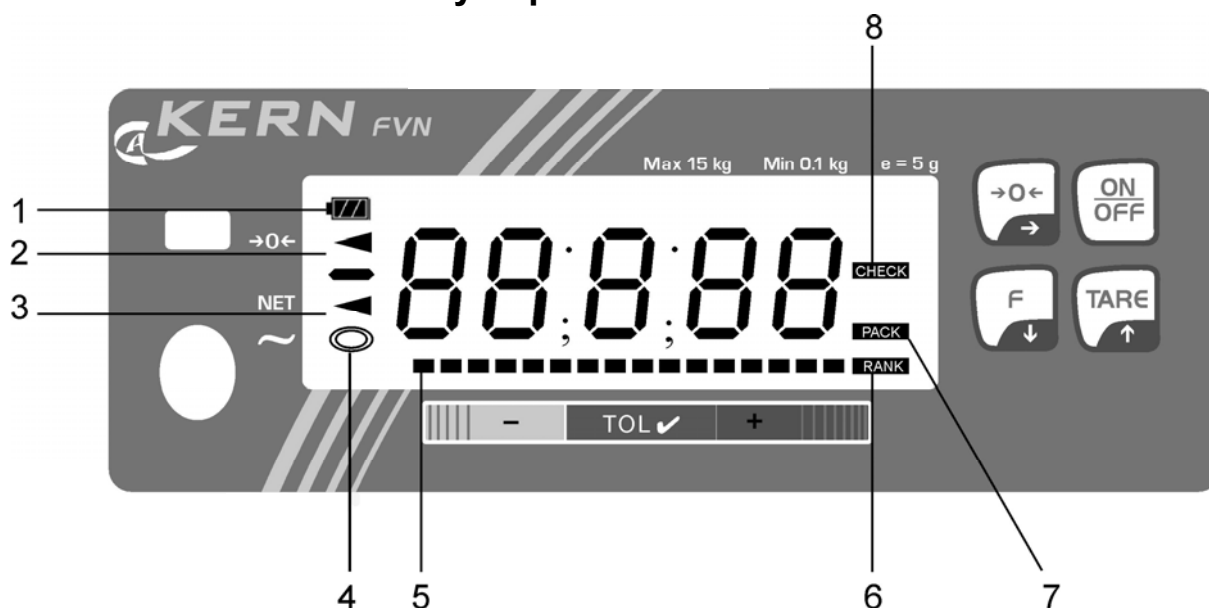 8
KERN FVN
Max 15 kg Min 0.1 kg e = 5 g
1
→0←
ON
OFF
→
2
→0←
88:8:88
CHECK
3
NET
F
TARE
↓
↑
~
PACK
RANK
− TOL ✔ +
4 5 6 7